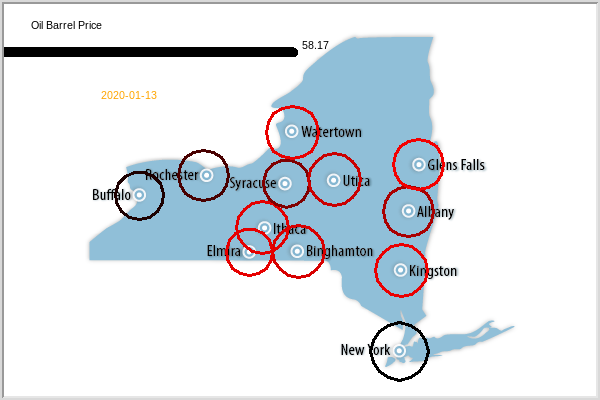 Oil Barrel Price
58.17
2020-01-13
Watertown
Rochester
Glens Falls
Syracuse
Utica
Buffalo
Albany
Ithaca
Elmira
Binghamton
Kingston
New York